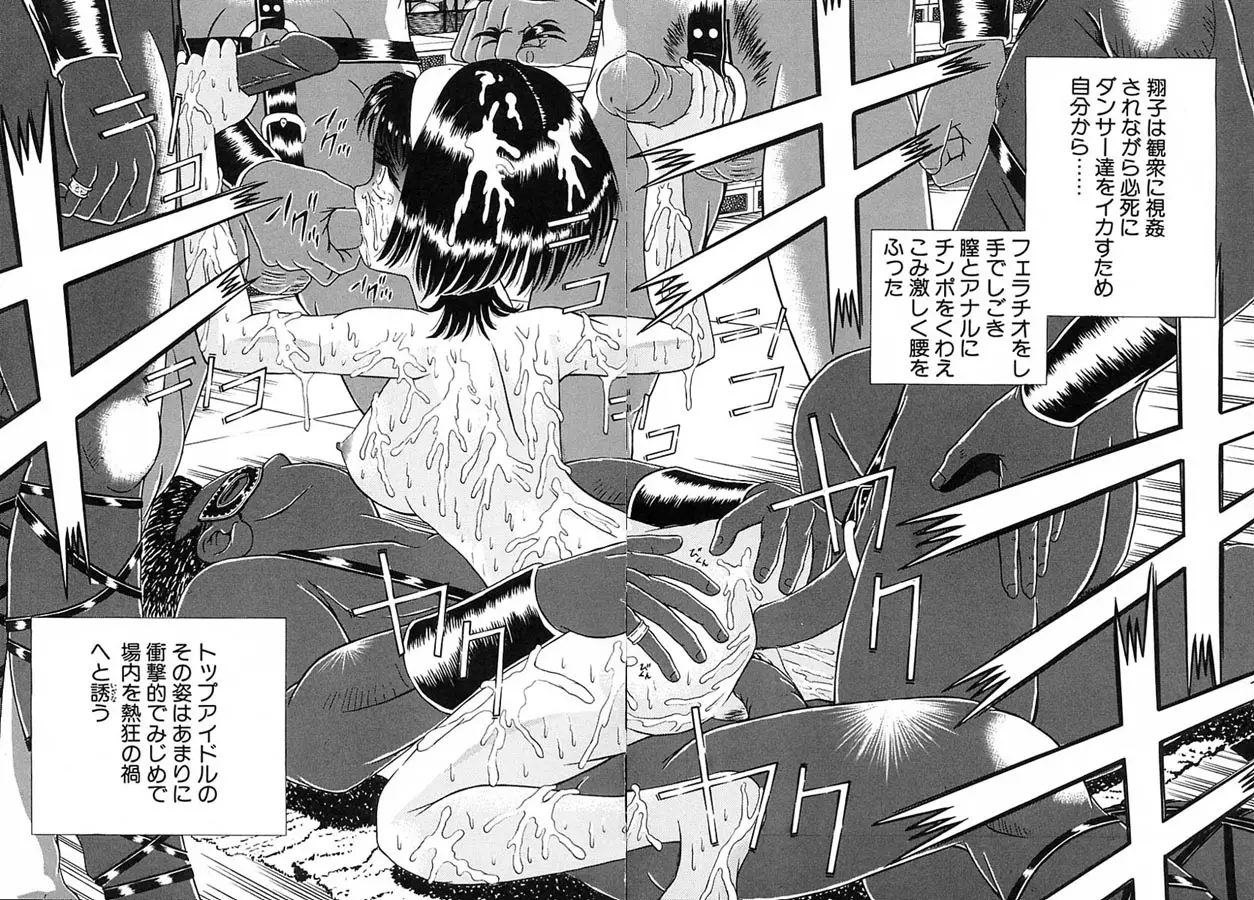 翔子は観衆に視姦
されながら必死に
ダンサー達をイカすため
自分から……
フェラチオをし
手でしごき
膣とアナルに
チンポをくわえ
こみ激しく腰を
ふった
トップアイドルの
その姿はあまりに
衝撃的でみじめで
場内を熱狂の禍
へと誘う